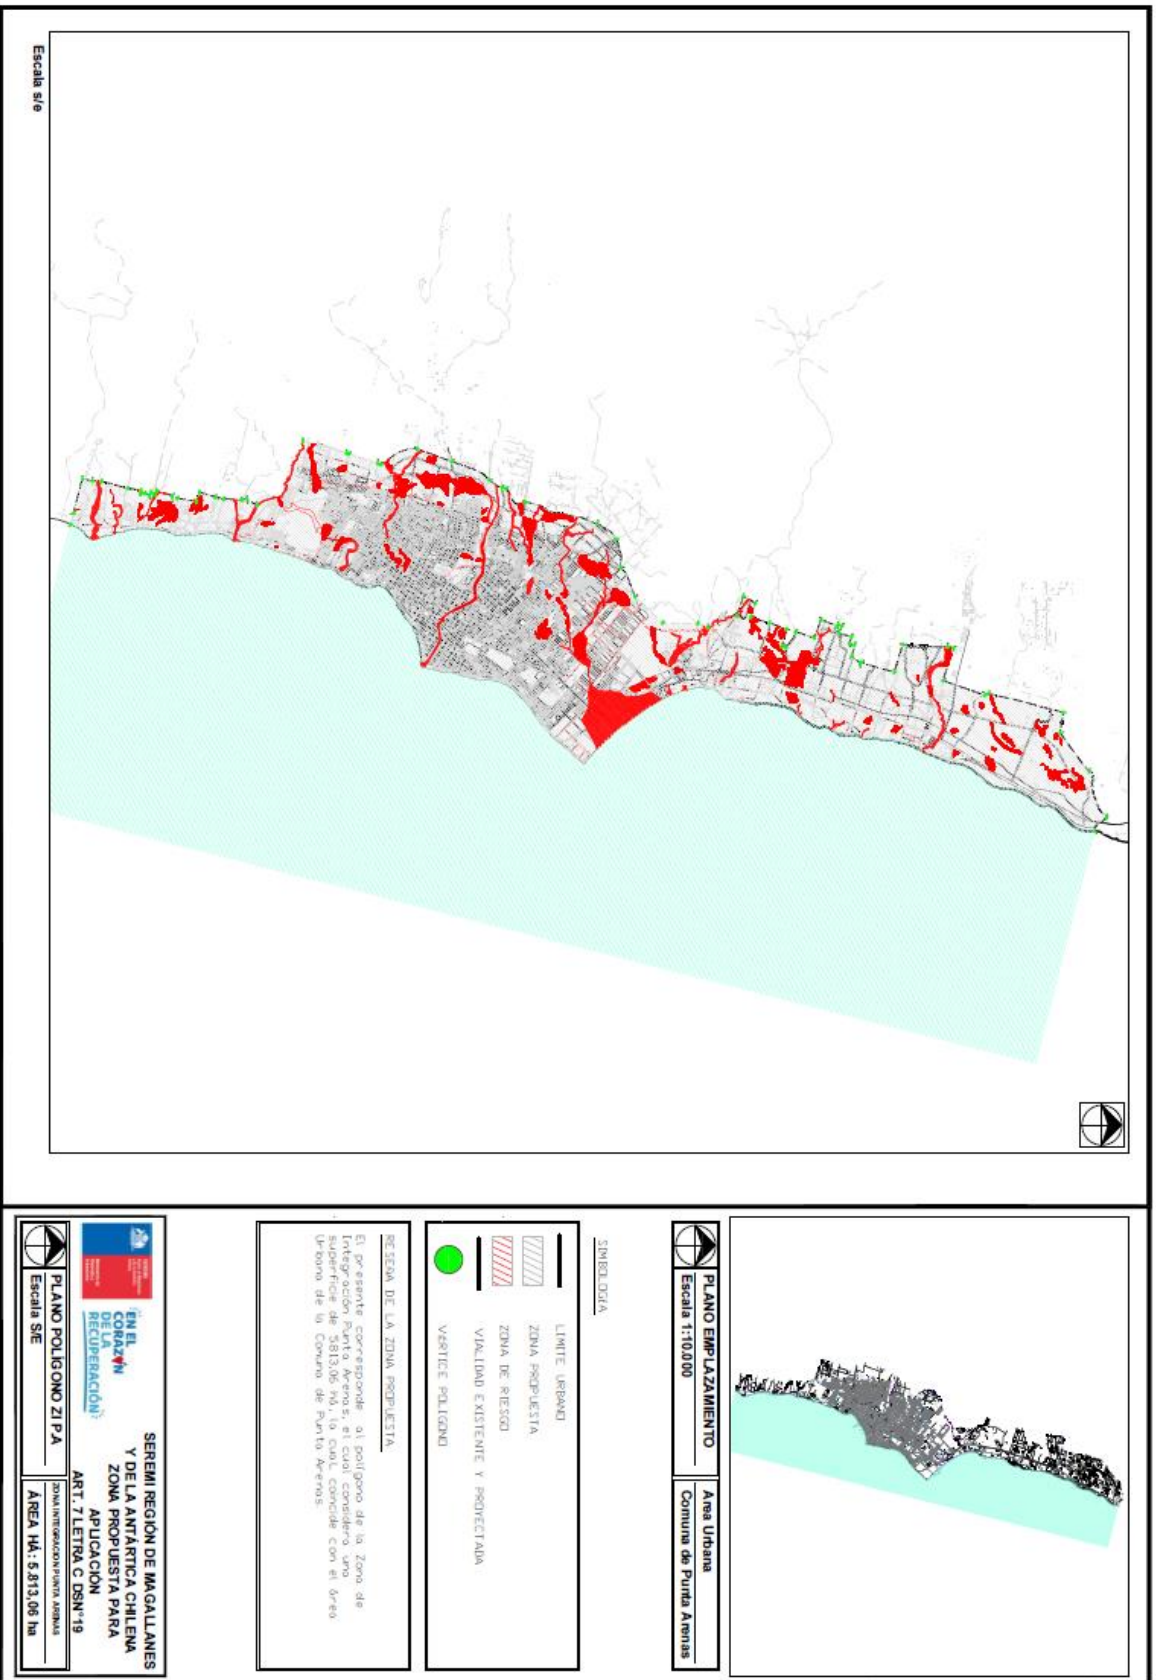 Escala s/e
PLANO EMPLAZAMIENTO
Escala 1:10.000
Area Urbana
Comuna de Punta Arenas
SIMBOLOGÍA
LIMITE URBANO
ZONA PROPUESTA
ZONA DE RIESGO
VIALIDAD EXISTENTE Y PROYECTADA
VERTICE POLIGONO
RESEÑA DE LA ZONA PROPUESTA
El presente corresponde al polígono de la Zona de
Integración Punta Arenas, el cual considera una
superficie de 5813,06 há, la cual coincide con el área
Urbana de la Comuna de Punta Arenas.
EN EL
CORAZÓN
DE LA
RECUPERACIÓN
SEREMI REGIÓN DE MAGALLANES
Y DE LA ANTÁRTICA CHILENA
ZONA PROPUESTA PARA
APLICACIÓN
ART. 7 LETRA C DSN°19
PLANO POLÍGONO ZI P.A
Escala S/E
ZONA INTEGRACION PUNTA ARENAS
ÁREA HÁ: 5.813,06 ha